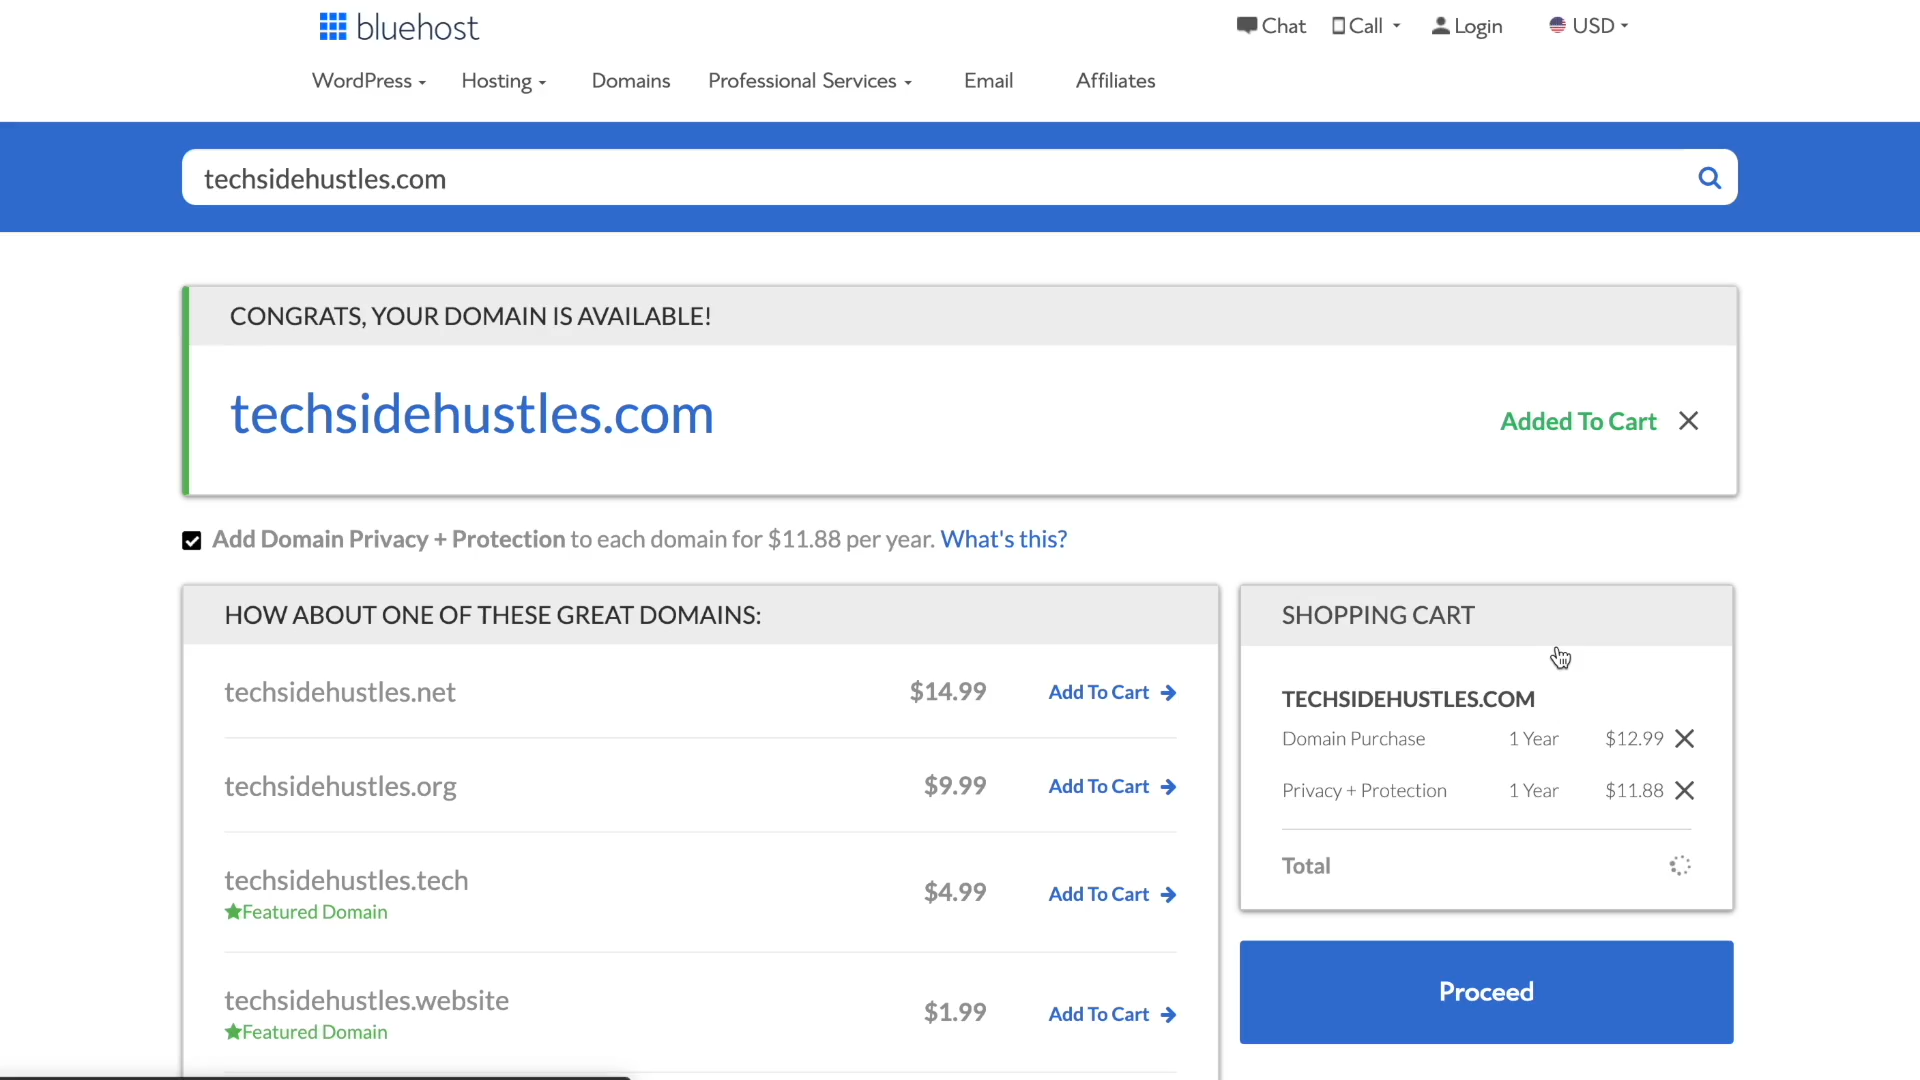 bluehost
Chat Call Login USD
WordPress Hosting Domains Professional Services Email Affiliates
techsidehustles.com
CONGRATS, YOUR DOMAIN IS AVAILABLE!
techsidehustles.com
Added To Cart
Add Domain Privacy + Protection to each domain for $11.88 per year. What's this?
HOW ABOUT ONE OF THESE GREAT DOMAINS:
techsidehustles.net $14.99 Add To Cart
techsidehustles.org $9.99 Add To Cart
techsidehustles.tech $4.99 Add To Cart
Featured Domain
techsidehustles.website $1.99 Add To Cart
Featured Domain
SHOPPING CART
TECHSIDEHUSTLES.COM
Domain Purchase 1 Year $12.99
Privacy + Protection 1 Year $11.88
Total
Proceed